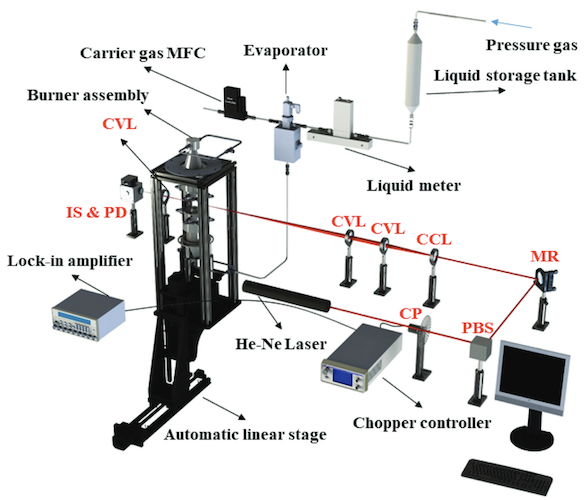 Pressure gas
Carrier gas MFC
Evaporator
Liquid storage tank
Burner assembly
CVL
Liquid meter
IS & PD
CVL
CVL
CCL
MR
Lock-in amplifier
CP
PBS
He-Ne Laser
Automatic linear stage
Chopper controller